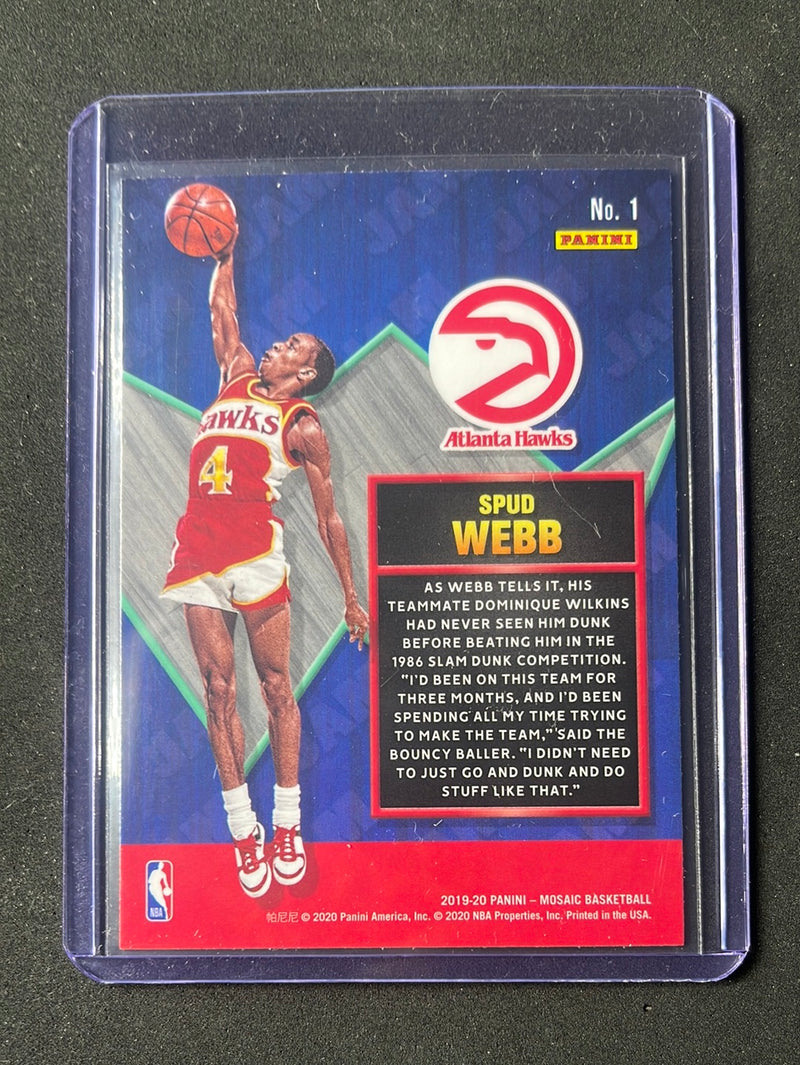 No. 1
PANINI
Atlanta Hawks
Hawks
4
SPUD
WEBB
AS WEBB TELLS IT, HIS
TEAMMATE DOMINIQUE WILKINS
HAD NEVER SEEN HIM DUNK
BEFORE BEATING HIM IN THE
1986 SLAM DUNK COMPETITION.
“I’D BEEN ON THIS TEAM FOR
THREE MONTHS, AND I’D BEEN
SPENDING ALL MY TIME TRYING
TO MAKE THE TEAM,” SAID THE
BOUNCY BALLER. “I DIDN’T NEED
TO JUST GO AND DUNK AND DO
STUFF LIKE THAT.”
NBA
2019-20 PANINI – MOSAIC BASKETBALL
帕尼尼 © 2020 Panini America, Inc. © 2020 NBA Properties, Inc. Printed in the USA.